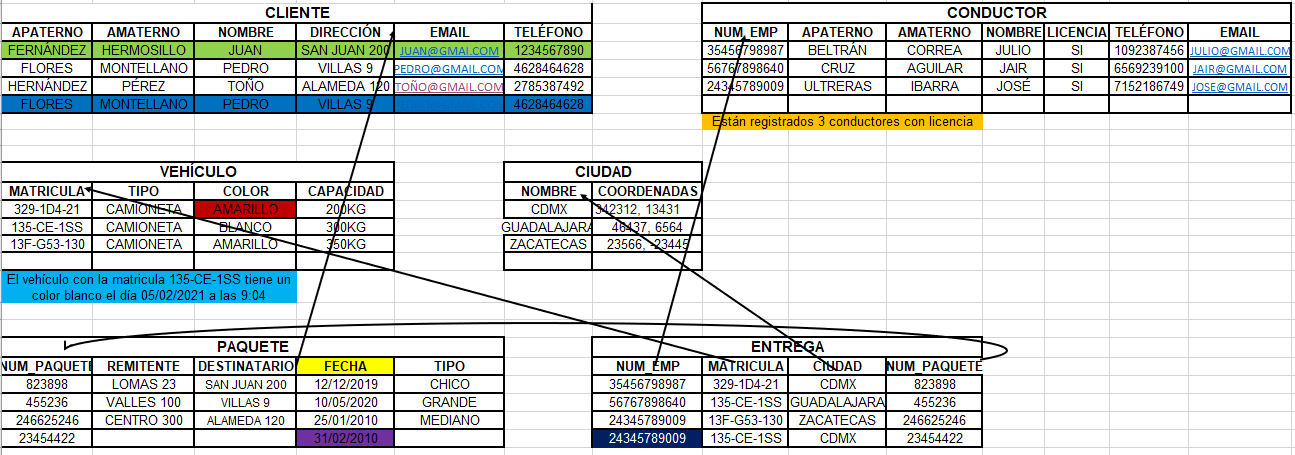 CLIENTE
APATERNO AMATERNO NOMBRE DIRECCIÓN EMAIL TELÉFONO
FERNÁNDEZ HERMOSILLO JUAN SAN JUAN 200 JUAN@GMAI.COM 1234567890
FLORES MONTELLANO PEDRO VILLAS 9 PEDRO@GMAIL.COM 4628464628
HERNÁNDEZ PÉREZ TOÑO ALAMEDA 120 TOÑO@GMAIL.COM 2785387492
FLORES MONTELLANO PEDRO VILLAS 9 4628464628
CONDUCTOR
NUM_EMP APATERNO AMATERNO NOMBRE LICENCIA TELÉFONO EMAIL
35456798987 BELTRÁN CORREA JULIO SI 1092387456 JULIO@GMAIL.COM
56767898640 CRUZ AGUILAR JAIR SI 6569239100 JAIR@GMAIL.COM
24345789009 ULTRERAS IBARRA JOSÉ SI 7152186749 JOSE@GMAIL.COM
Están registrados 3 conductores con licencia
VEHÍCULO
MATRICULA TIPO COLOR CAPACIDAD
329-1D4-21 CAMIONETA AMARILLO 200KG
135-CE-1SS CAMIONETA BLANCO 300KG
13F-G53-130 CAMIONETA AMARILLO 350KG
El vehículo con la matricula 135-CE-1SS tiene un
color blanco el día 05/02/2021 a las 9:04
CIUDAD
NOMBRE COORDENADAS
CDMX 342312, 13431
GUADALAJARA 46437, 6564
ZACATECAS 23566, -23445
PAQUETE
NUM_PAQUETE REMITENTE DESTINATARIO FECHA TIPO
823898 LOMAS 23 SAN JUAN 200 12/12/2019 CHICO
455236 VALLES 100 VILLAS 9 10/05/2020 GRANDE
246625246 CENTRO 300 ALAMEDA 120 25/01/2010 MEDIANO
23454422 31/02/2010
ENTREGA
NUM_EMP MATRICULA CIUDAD NUM_PAQUETE
35456798987 329-1D4-21 CDMX 823898
56767898640 135-CE-1SS GUADALAJARA 455236
24345789009 13F-G53-130 ZACATECAS 246625246
24345789009 135-CE-1SS CDMX 23454422